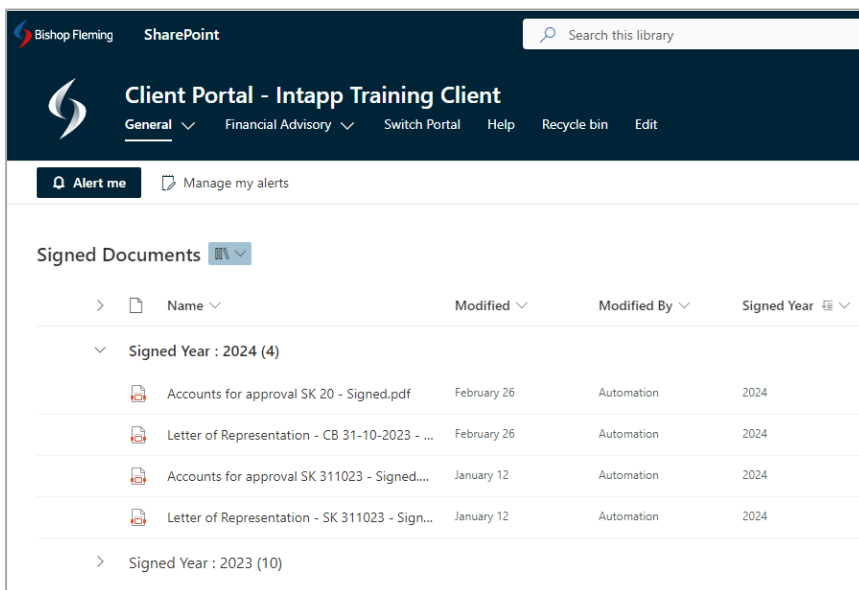 Bishop Fleming SharePoint Search this library
Client Portal - Intapp Training Client
General Financial Advisory Switch Portal Help Recycle bin Edit
Alert me Manage my alerts
Signed Documents
Name Modified Modified By Signed Year
Signed Year : 2024 (4)
Accounts for approval SK 20 - Signed.pdf February 26 Automation 2024
Letter of Representation - CB 31-10-2023 - ... February 26 Automation 2024
Accounts for approval SK 311023 - Signed.... January 12 Automation 2024
Letter of Representation - SK 311023 - Sign... January 12 Automation 2024
Signed Year : 2023 (10)